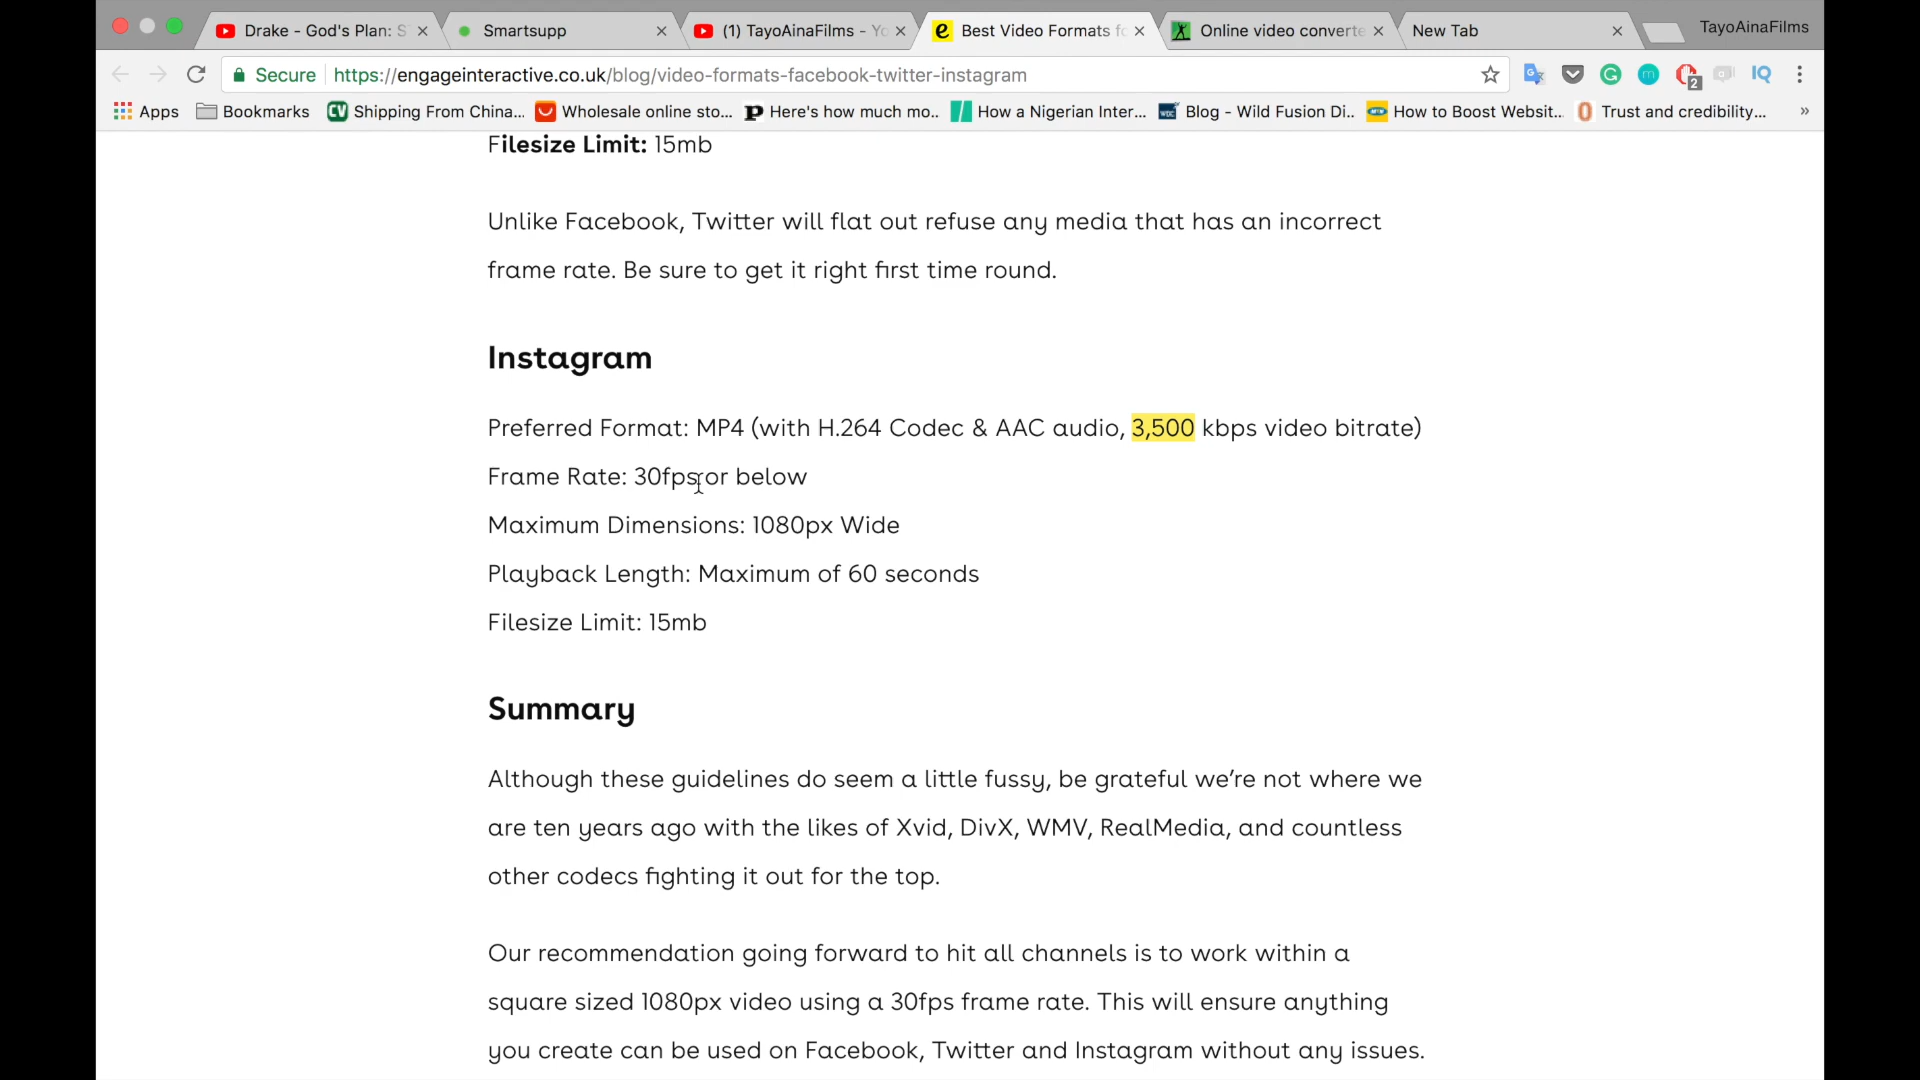 Drake - God's Plan: S
Smartsupp
(1) TayoAinaFilms - Yo
Best Video Formats fo
Online video converte
New Tab
TayoAinaFilms
Secure
https://engageinteractive.co.uk/blog/video-formats-facebook-twitter-instagram
2
Apps
Bookmarks
Shipping From China...
Wholesale online sto...
Here's how much mo..
How a Nigerian Inter...
Blog - Wild Fusion Di..
How to Boost Websit...
Trust and credibility...
»
Filesize Limit: 15mb
Unlike Facebook, Twitter will flat out refuse any media that has an incorrect
frame rate. Be sure to get it right first time round.
Instagram
Preferred Format: MP4 (with H.264 Codec & AAC audio, 3,500 kbps video bitrate)
Frame Rate: 30fps or below
Maximum Dimensions: 1080px Wide
Playback Length: Maximum of 60 seconds
Filesize Limit: 15mb
Summary
Although these guidelines do seem a little fussy, be grateful we’re not where we
are ten years ago with the likes of Xvid, DivX, WMV, RealMedia, and countless
other codecs fighting it out for the top.
Our recommendation going forward to hit all channels is to work within a
square sized 1080px video using a 30fps frame rate. This will ensure anything
you create can be used on Facebook, Twitter and Instagram without any issues.